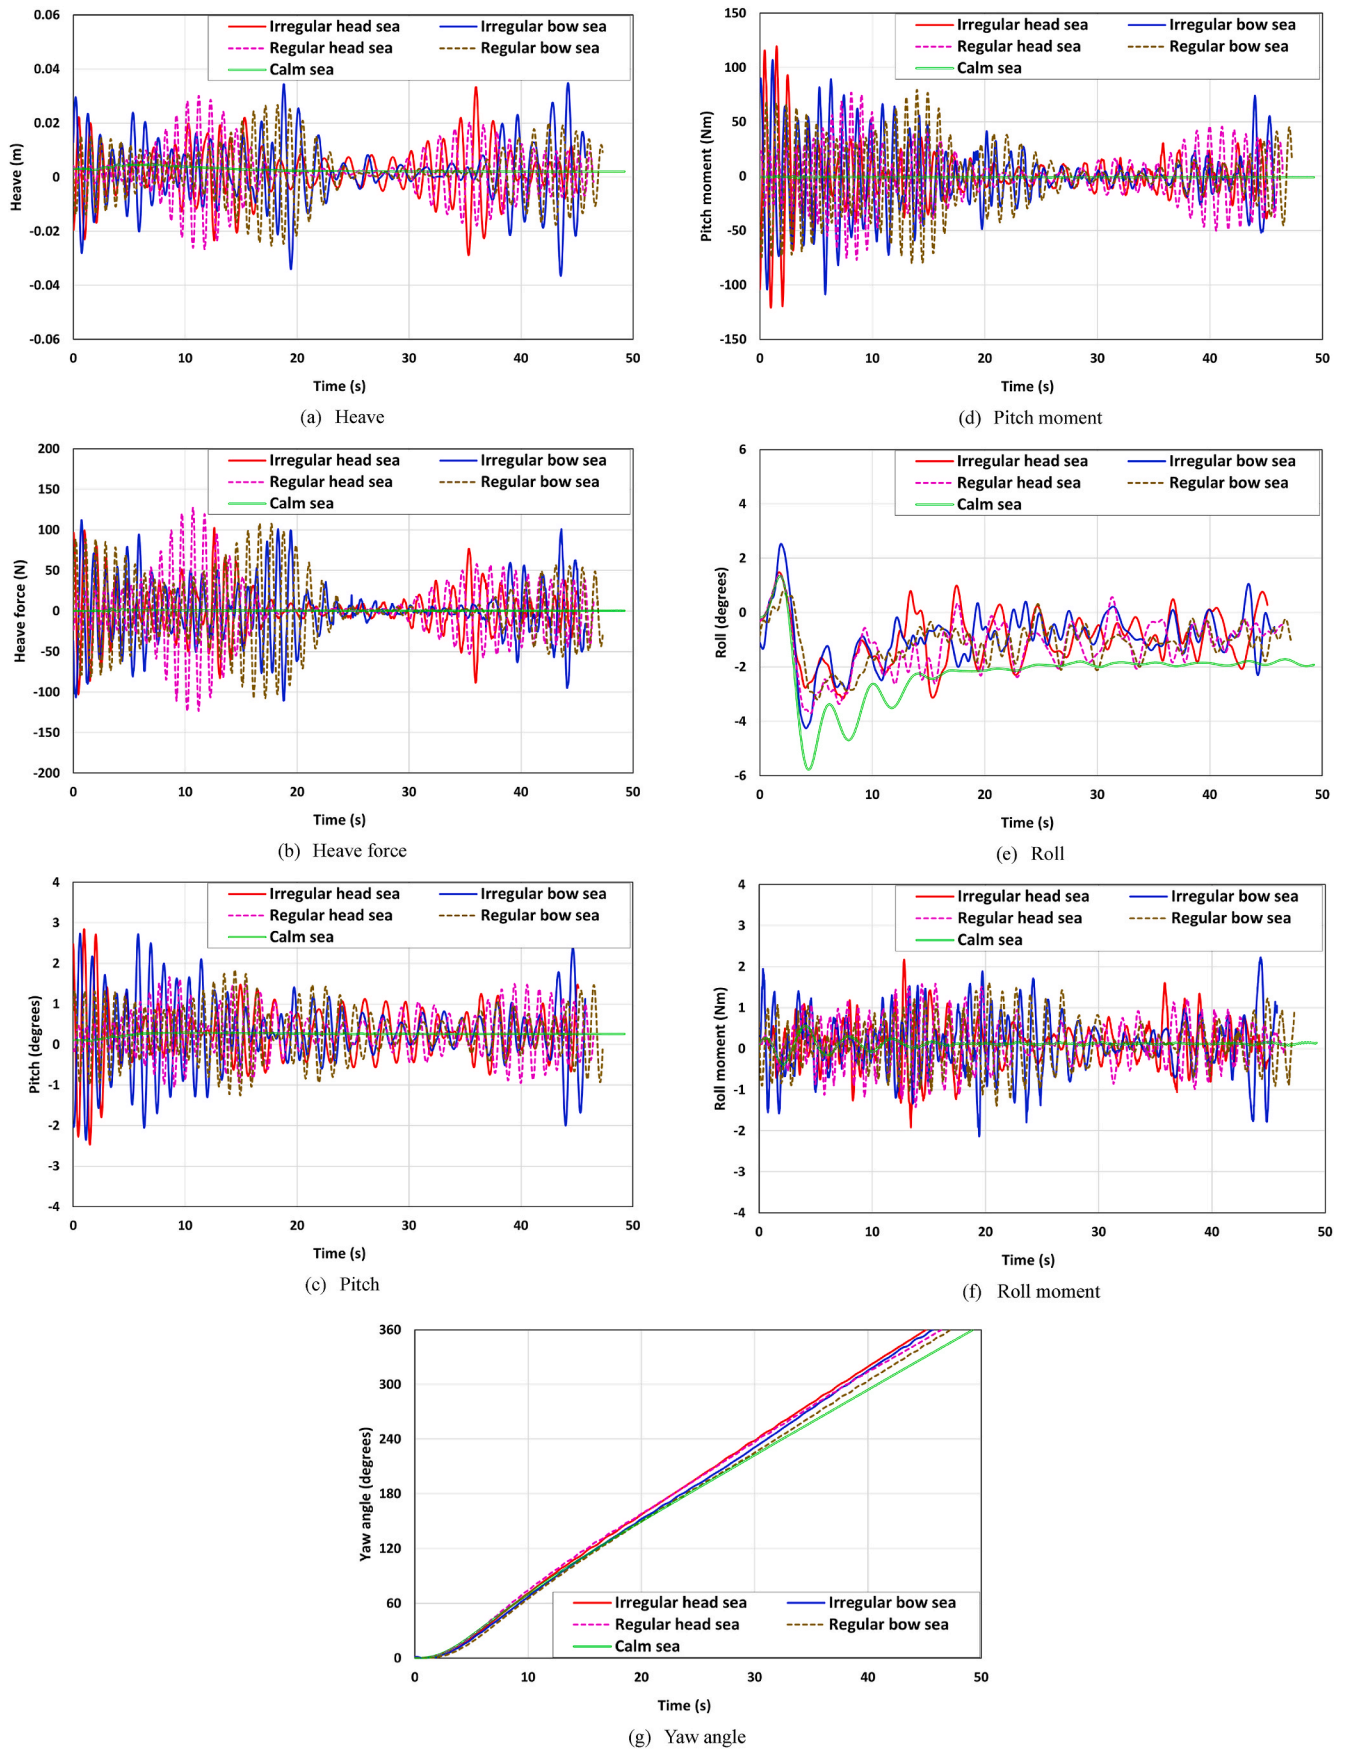 0.06
0.04
0.02
0
-0.02
-0.04
-0.06
Heave (m)
Irregular head sea
Irregular bow sea
Regular head sea
Regular bow sea
Calm sea
0 10 20 30 40 50
Time (s)
(a) Heave
150
100
50
0
-50
-100
-150
Pitch moment (Nm)
Irregular head sea
Irregular bow sea
Regular head sea
Regular bow sea
Calm sea
0 10 20 30 40 50
Time (s)
(d) Pitch moment
200
150
100
50
0
-50
-100
-150
-200
Heave force (N)
Irregular head sea
Irregular bow sea
Regular head sea
Regular bow sea
Calm sea
0 10 20 30 40 50
Time (s)
(b) Heave force
6
4
2
0
-2
-4
-6
Roll (degrees)
Irregular head sea
Irregular bow sea
Regular head sea
Regular bow sea
Calm sea
0 10 20 30 40 50
Time (s)
(e) Roll
4
3
2
1
0
-1
-2
-3
-4
Pitch (degrees)
Irregular head sea
Irregular bow sea
Regular head sea
Regular bow sea
Calm sea
0 10 20 30 40 50
Time (s)
(c) Pitch
4
3
2
1
0
-1
-2
-3
-4
Roll moment (Nm)
Irregular head sea
Irregular bow sea
Regular head sea
Regular bow sea
Calm sea
0 10 20 30 40 50
Time (s)
(f) Roll moment
360
300
240
180
120
60
0
Yaw angle (degrees)
Irregular head sea
Irregular bow sea
Regular head sea
Regular bow sea
Calm sea
0 10 20 30 40 50
Time (s)
(g) Yaw angle